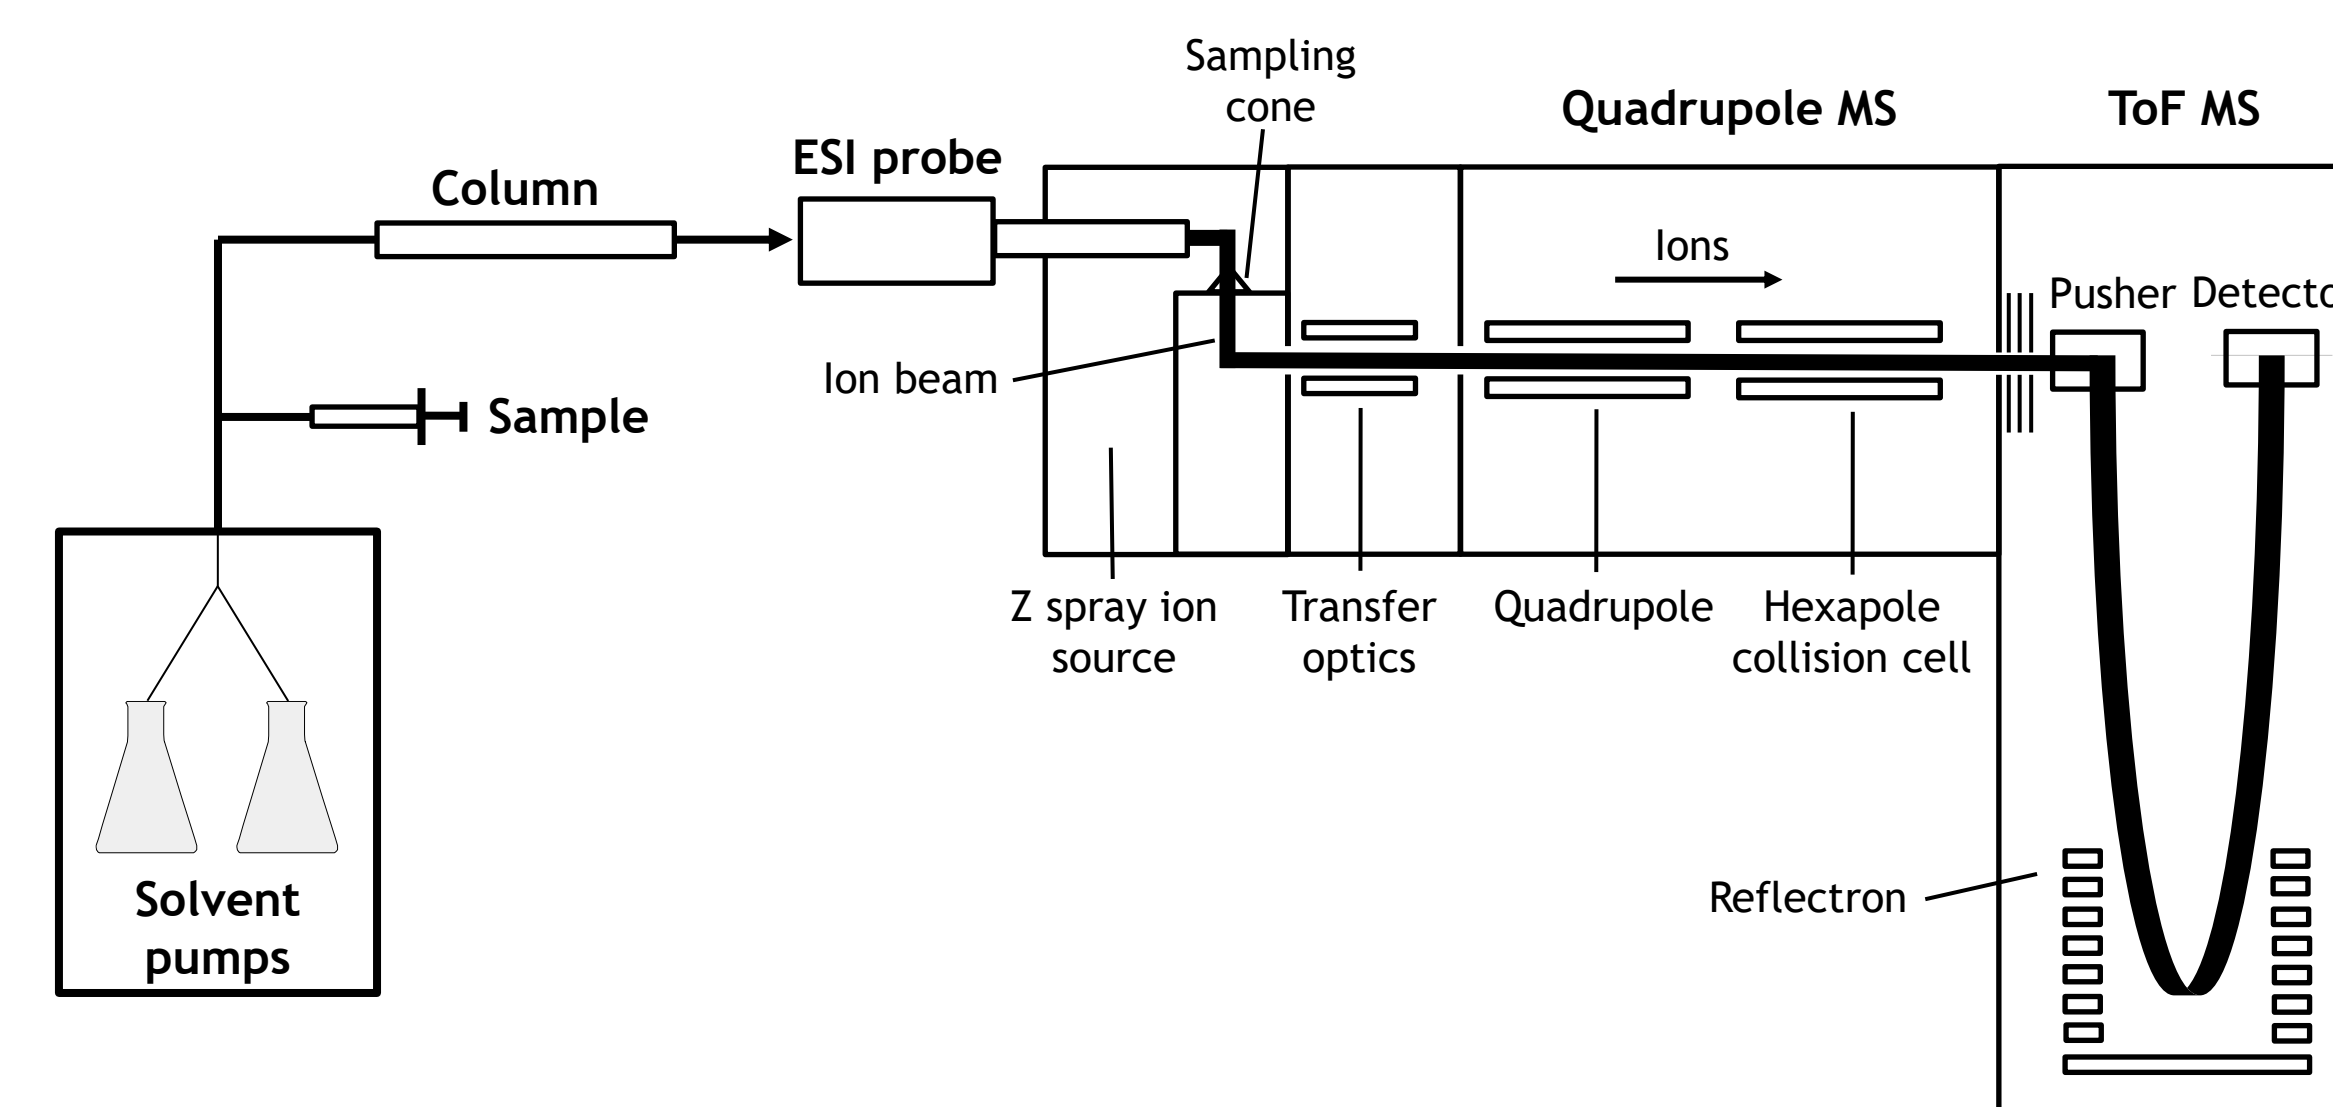 Sampling
cone
Quadrupole MS
ToF MS
ESI probe
Column
Ions
Pusher
Detecto
Ion beam
Sample
Z spray ion
source
Transfer
optics
Quadrupole
Hexapole
collision cell
Reflectron
Solvent
pumps